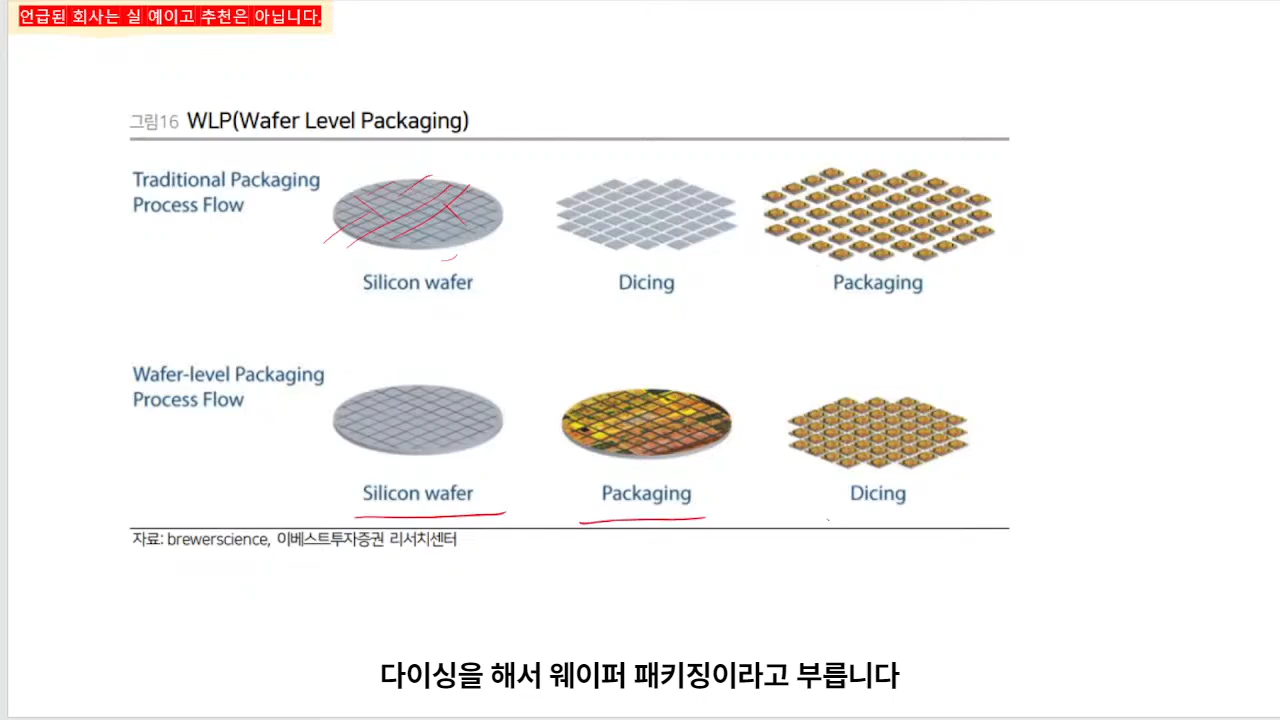 언급된 회사는 실 예이고 추천은 아닙니다.
그림16 WLP(Wafer Level Packaging)
Traditional Packaging
Process Flow
Silicon wafer
Dicing
Packaging
Wafer-level Packaging
Process Flow
Silicon wafer
Packaging
Dicing
자료: brewerscience, 이베스트투자증권 리서치센터
다이싱을 해서 웨이퍼 패키징이라고 부릅니다